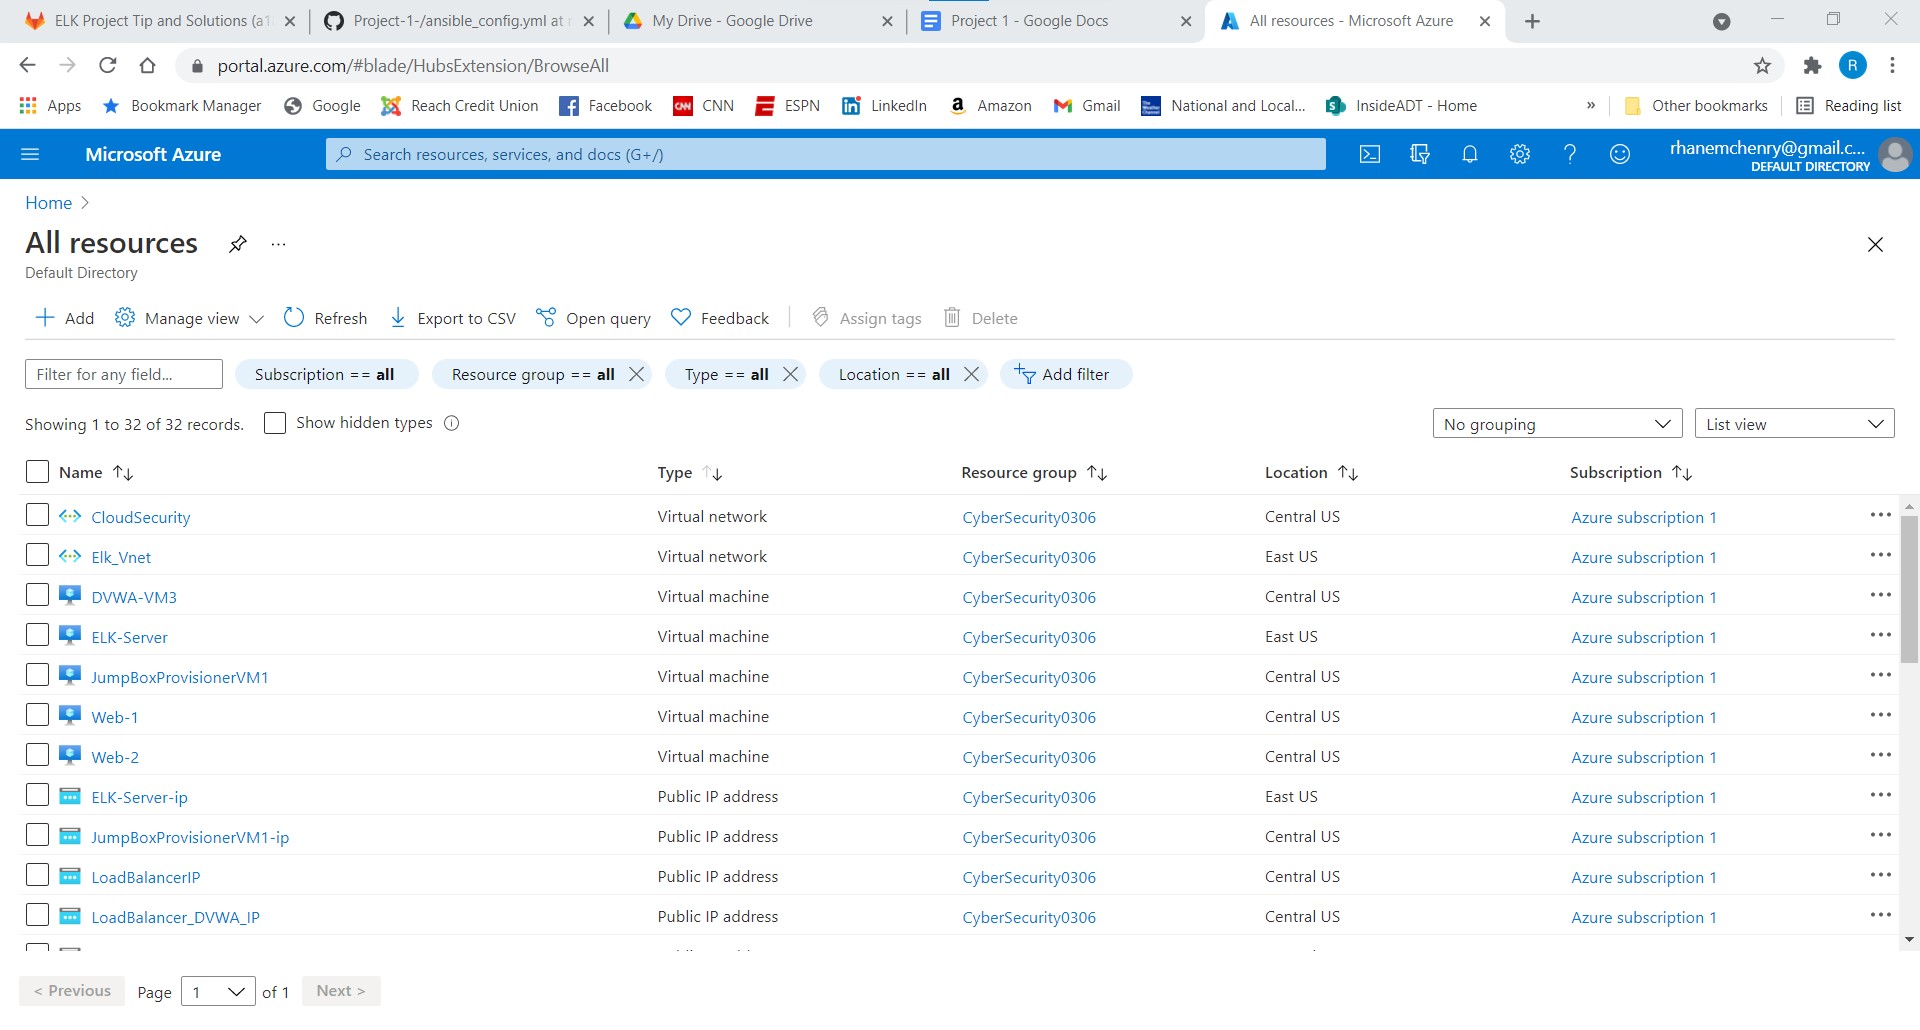 ELK Project Tip and Solutions (a1
Project-1-/ansible_config.yml at
My Drive - Google Drive
Project 1 - Google Docs
All resources - Microsoft Azure
portal.azure.com/#blade/HubsExtension/BrowseAll
R
Apps
Bookmark Manager
Google
Reach Credit Union
Facebook
CNN
ESPN
LinkedIn
Amazon
Gmail
National and Local...
InsideADT - Home
»
Other bookmarks
Reading list
Microsoft Azure
Search resources, services, and docs (G+/)
rhanemchenry@gmail.c...
DEFAULT DIRECTORY
Home >
All resources ...
Default Directory
Add
Manage view
Refresh
Export to CSV
Open query
Feedback
Assign tags
Delete
Filter for any field...
Subscription == all
Resource group == all
Type == all
Location == all
Add filter
Showing 1 to 32 of 32 records.
Show hidden types
No grouping
List view
Name Type Resource group Location Subscription
CloudSecurity Virtual network CyberSecurity0306 Central US Azure subscription 1 ...
Elk_Vnet Virtual network CyberSecurity0306 East US Azure subscription 1 ...
DVWA-VM3 Virtual machine CyberSecurity0306 Central US Azure subscription 1 ...
ELK-Server Virtual machine CyberSecurity0306 East US Azure subscription 1 ...
JumpBoxProvisionerVM1 Virtual machine CyberSecurity0306 Central US Azure subscription 1 ...
Web-1 Virtual machine CyberSecurity0306 Central US Azure subscription 1 ...
Web-2 Virtual machine CyberSecurity0306 Central US Azure subscription 1 ...
ELK-Server-ip Public IP address CyberSecurity0306 East US Azure subscription 1 ...
JumpBoxProvisionerVM1-ip Public IP address CyberSecurity0306 Central US Azure subscription 1 ...
LoadBalancerIP Public IP address CyberSecurity0306 Central US Azure subscription 1 ...
LoadBalancer_DVWA_IP Public IP address CyberSecurity0306 Central US Azure subscription 1 ...
< Previous Page 1 of 1 Next >